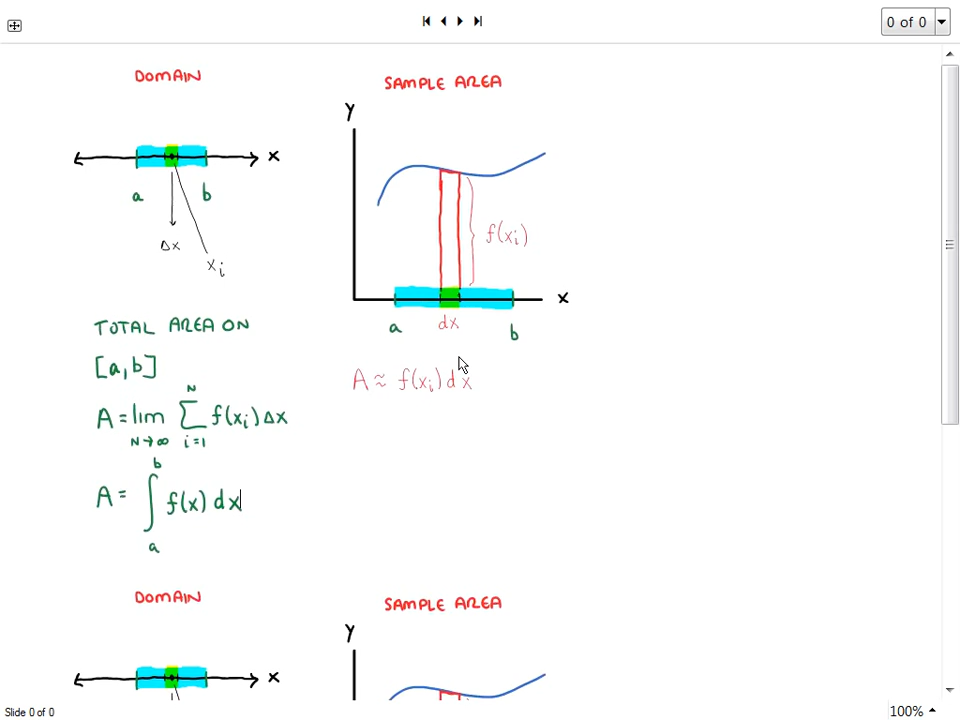 0 of 0
DOMAIN
x
a
b
Δx
xi
SAMPLE AREA
Y
f(xi)
x
a
dx
b
A ≈ f(xi) dx
TOTAL AREA ON
[a,b]
A = lim N→∞ N Σ i=1 f(xi) Δx
A = b ∫ a f(x) dx
DOMAIN
x
SAMPLE AREA
Y
Slide 0 of 0
100%